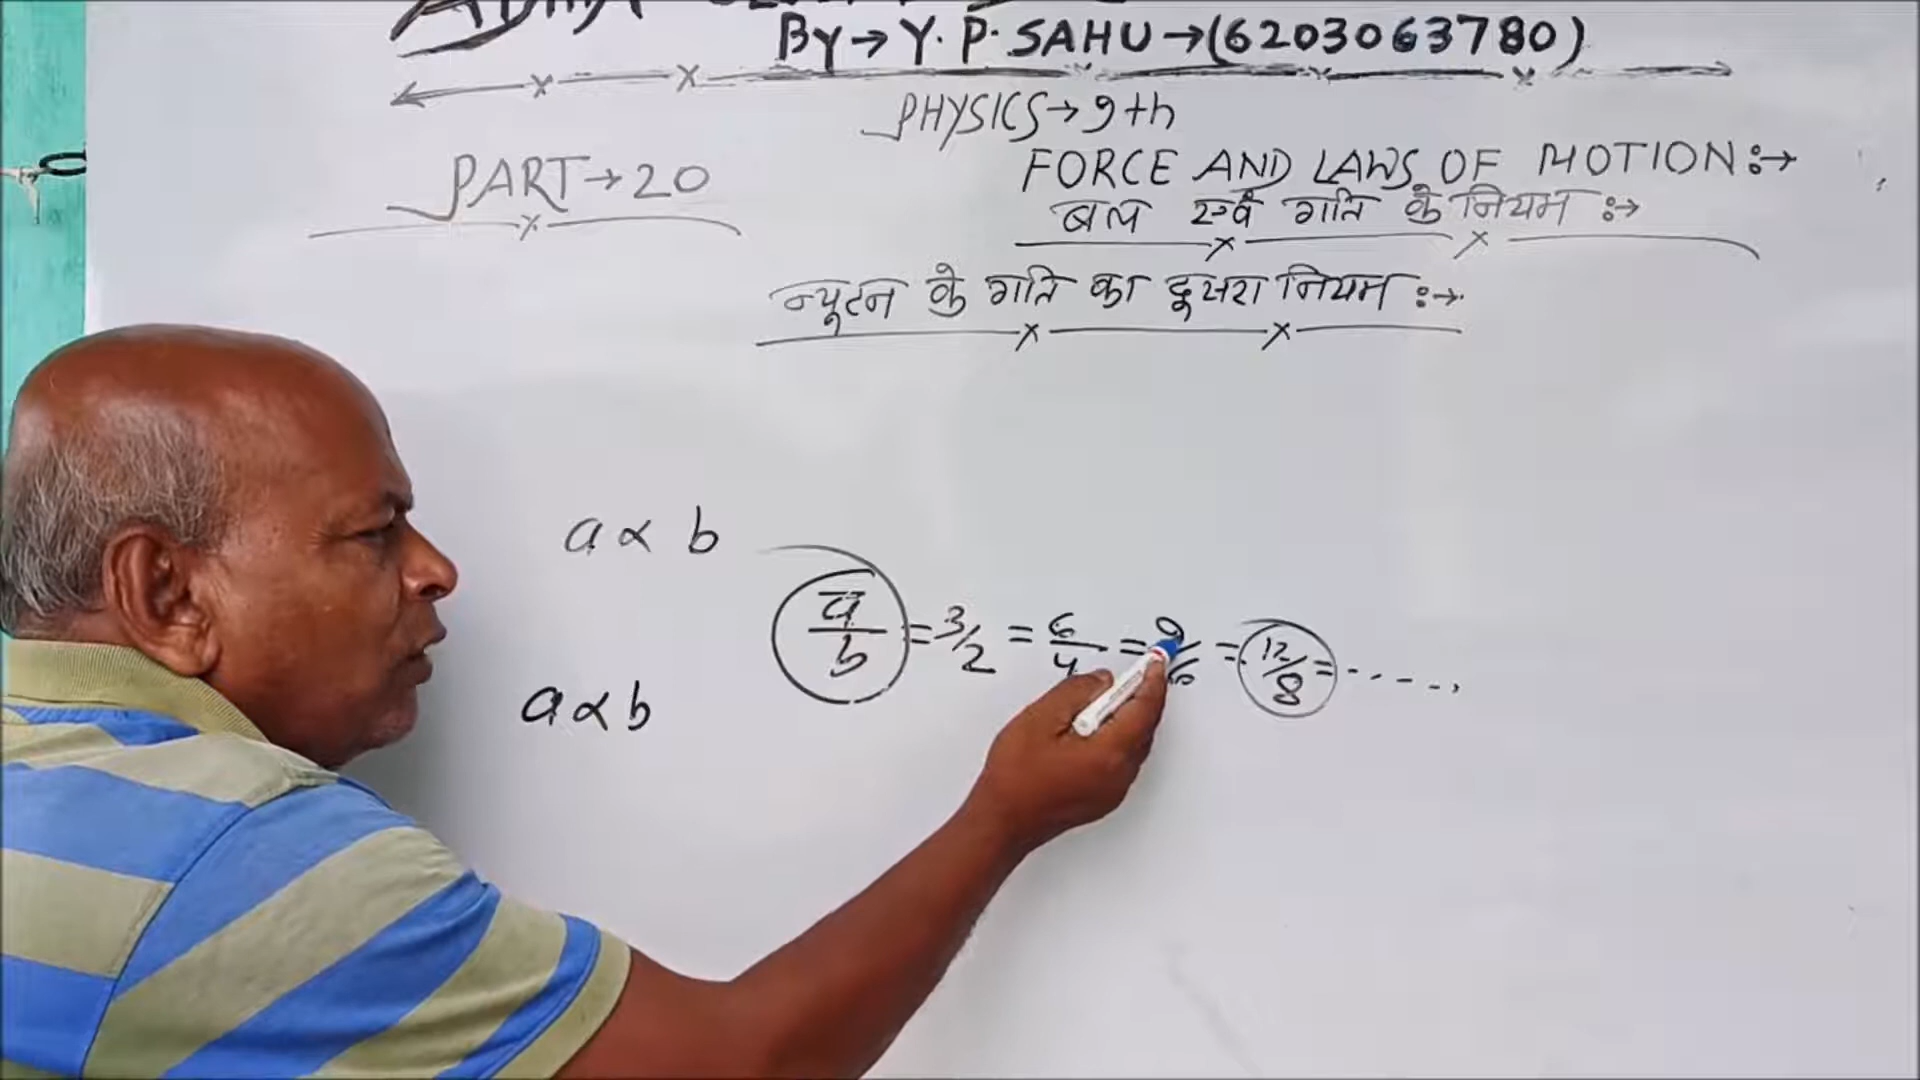 BY→Y.P.SAHU→(6203063780)
PHYSICS→9th
PART→20
FORCE AND LAWS OF MOTION:→
बल एवं गति के नियम :→
न्यूटन के गति का दूसरा नियम :→
a ∝ b
a/b = 3/2 = 6/4 = 9/6 = 12/8 = -----,
a ∝ b